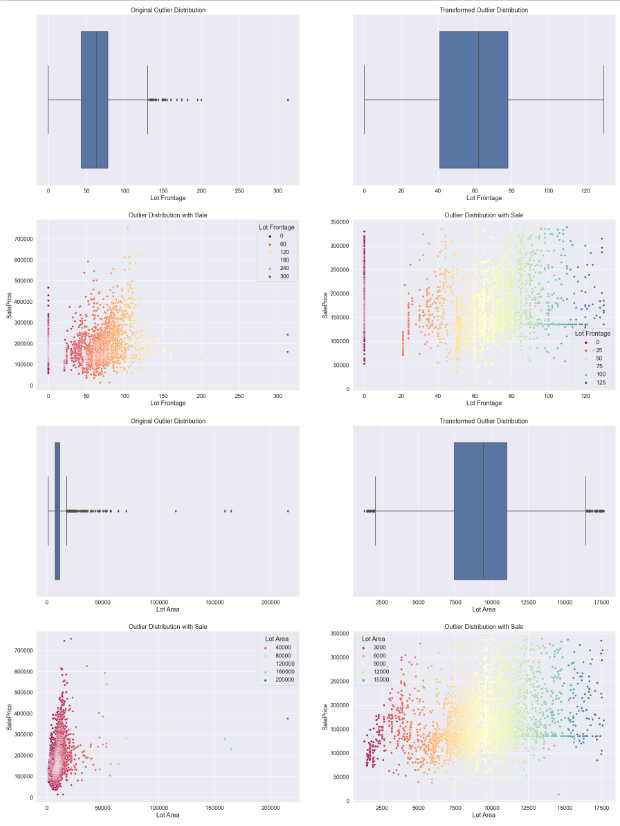 Original Outlier Distribution
0 50 100 150 200 250 300
Lot Frontage
Transformed Outlier Distribution
0 20 40 60 80 100 120
Lot Frontage
Outlier Distribution with Sale
SalePrice
700000
600000
500000
400000
300000
200000
100000
0
Lot Frontage
0
60
120
180
240
300
0 50 100 150 200 250 300
Lot Frontage
Outlier Distribution with Sale
SalePrice
350000
300000
250000
200000
150000
100000
50000
0
Lot Frontage
0
25
50
75
100
125
0 20 40 60 80 100 120
Lot Frontage
Original Outlier Distribution
0 50000 100000 150000 200000
Lot Area
Transformed Outlier Distribution
2500 5000 7500 10000 12500 15000 17500
Lot Area
Outlier Distribution with Sale
SalePrice
700000
600000
500000
400000
300000
200000
100000
0
Lot Area
40000
80000
120000
160000
200000
0 50000 100000 150000 200000
Lot Area
Outlier Distribution with Sale
SalePrice
350000
300000
250000
200000
150000
100000
50000
0
Lot Area
3000
6000
9000
12000
15000
2500 5000 7500 10000 12500 15000 17500
Lot Area